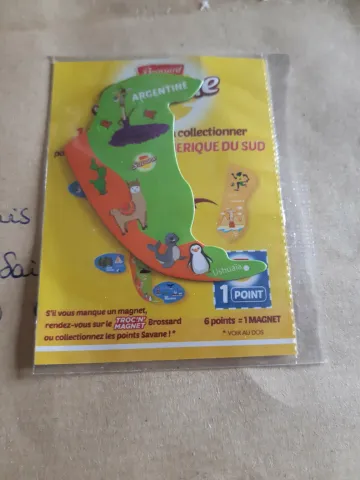 Brossard
ARGENTINE
collectionner
ERIQUE DU SUD
Ushuaïa
1 POINT
S'il vous manque un magnet,
rendez-vous sur le TROC'N' MAGNET Brossard
ou collectionnez les points Savane ! *
6 points = 1 MAGNET
* VOIR AU DOS